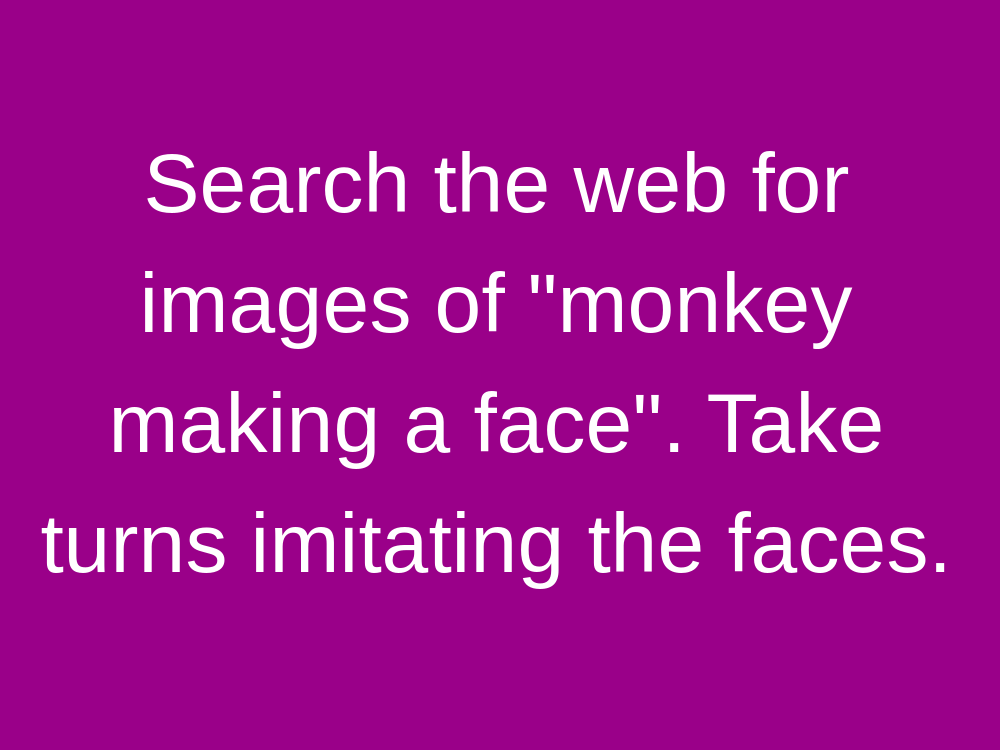 Search the web for
images of "monkey
making a face". Take
turns imitating the faces.